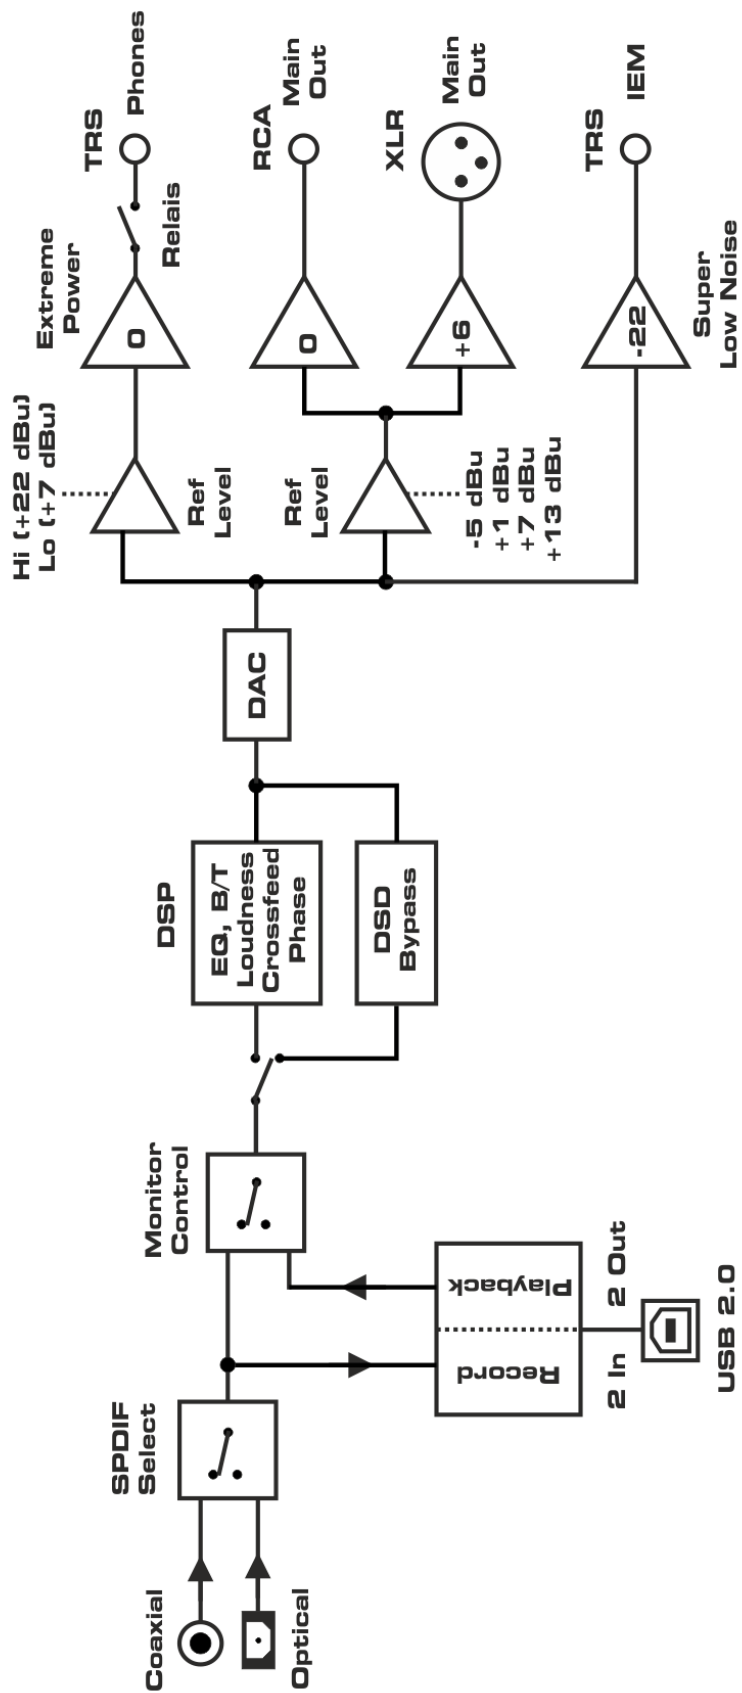 Coaxial
Optical
SPDIF
Select
Record
Playback
2 In
2 Out
USB 2.0
Monitor
Control
DSP
EQ, B/T
Loudness
Crossfeed
Phase
DSD
Bypass
DAC
Hi (+22 dBu)
Lo (+7 dBu)
Ref
Level
Extreme
Power
0
Relais
TRS
Phones
Ref
Level
-5 dBu
+1 dBu
+7 dBu
+13 dBu
0
RCA
Main
Out
+6
XLR
Main
Out
-22
Super
Low Noise
TRS
IEM